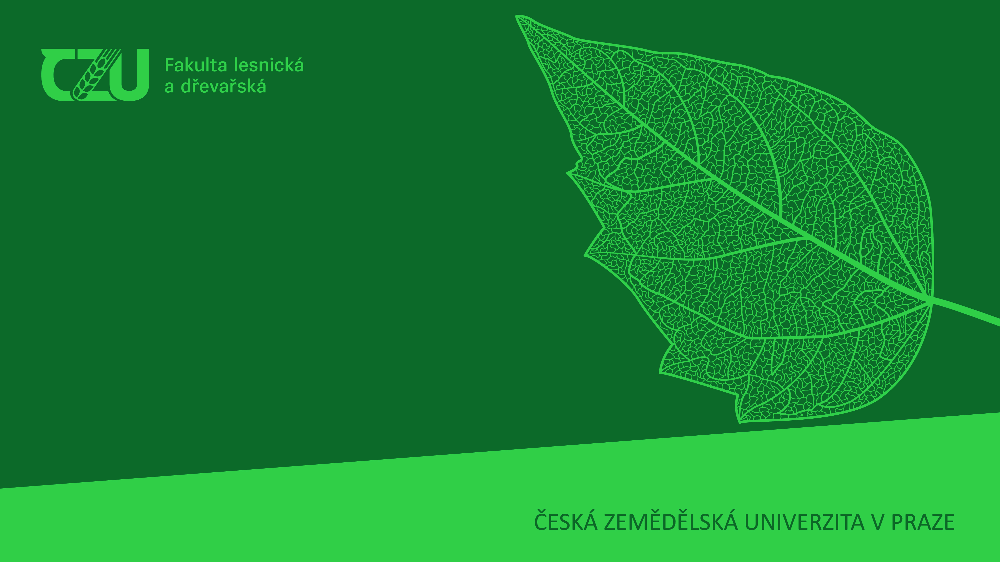 ČZU
Fakulta lesnická
a dřevařská
ČESKÁ ZEMĚDĚLSKÁ UNIVERZITA V PRAZE